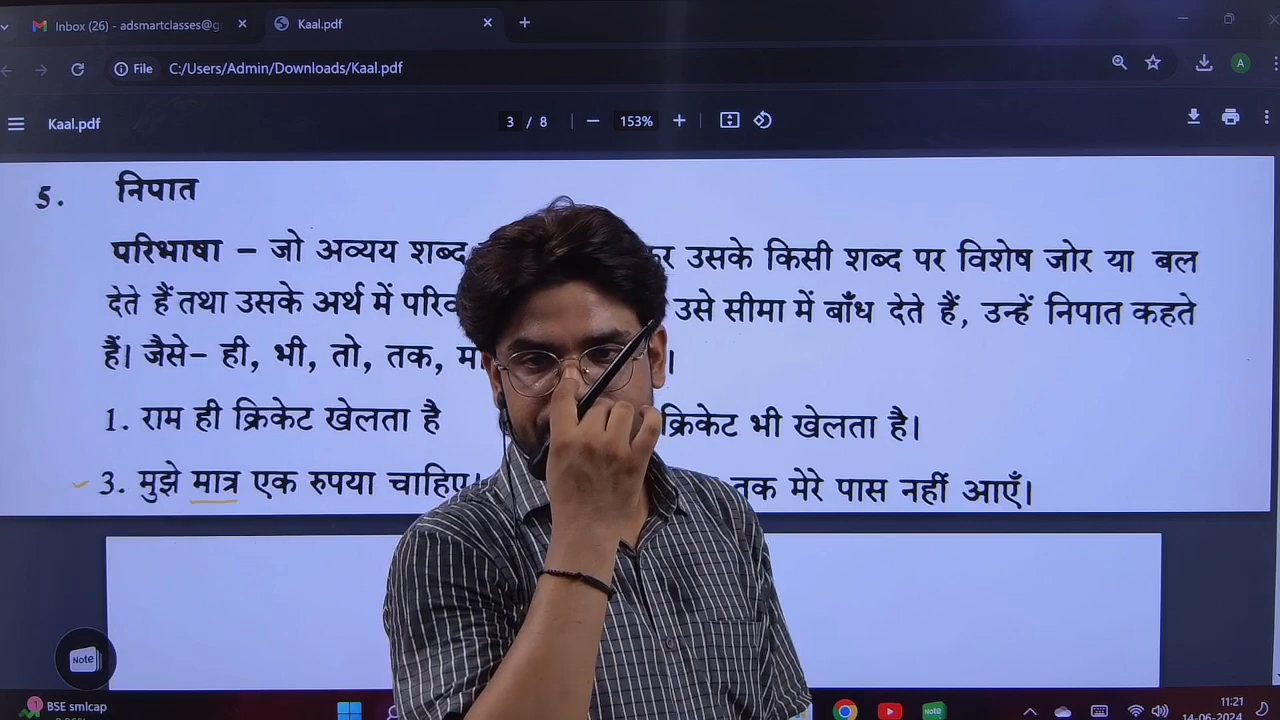 Inbox (26) - adsmartclasses@g
Kaal.pdf
File C:/Users/Admin/Downloads/Kaal.pdf
A
Kaal.pdf
3 / 8
153%
5. निपात
परिभाषा – जो अव्यय शब्द उसके किसी शब्द पर विशेष जोर या बल
देते हैं तथा उसके अर्थ में उसे सीमा में बाँध देते हैं, उन्हें निपात कहते
हैं। जैसे– ही, भी, तो, तक,
1. राम ही क्रिकेट खेलता है क्रिकेट भी खेलता है।
3. मुझे मात्र एक रुपया चाहिए। तक मेरे पास नहीं आएँ।
Note
1
BSE smlcap
Note
11:21
14-06-2024